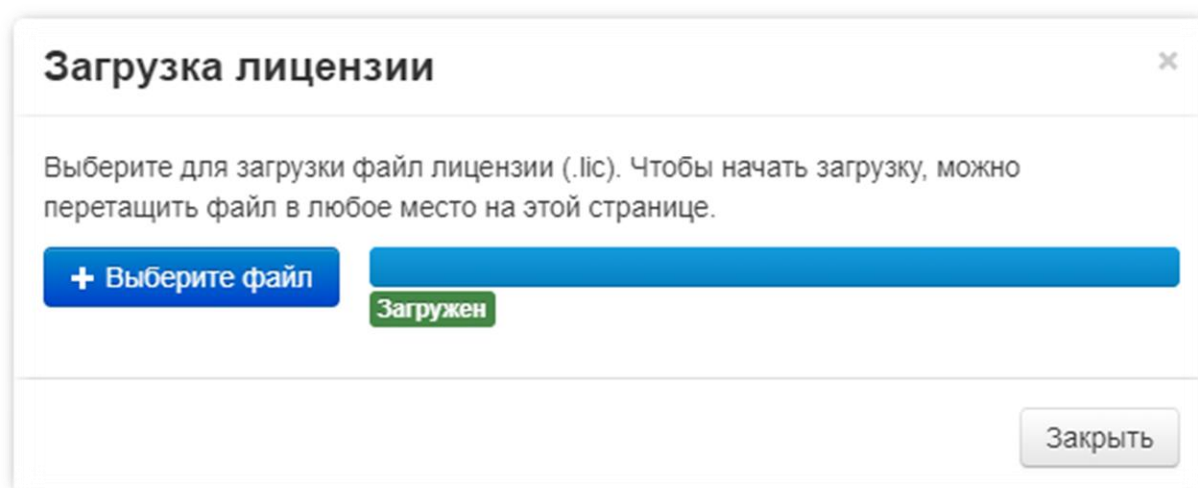 Загрузка лицензии
Выберите для загрузки файл лицензии (.lic). Чтобы начать загрузку, можно
перетащить файл в любое место на этой странице.
+ Выберите файл
Загружен
Закрыть